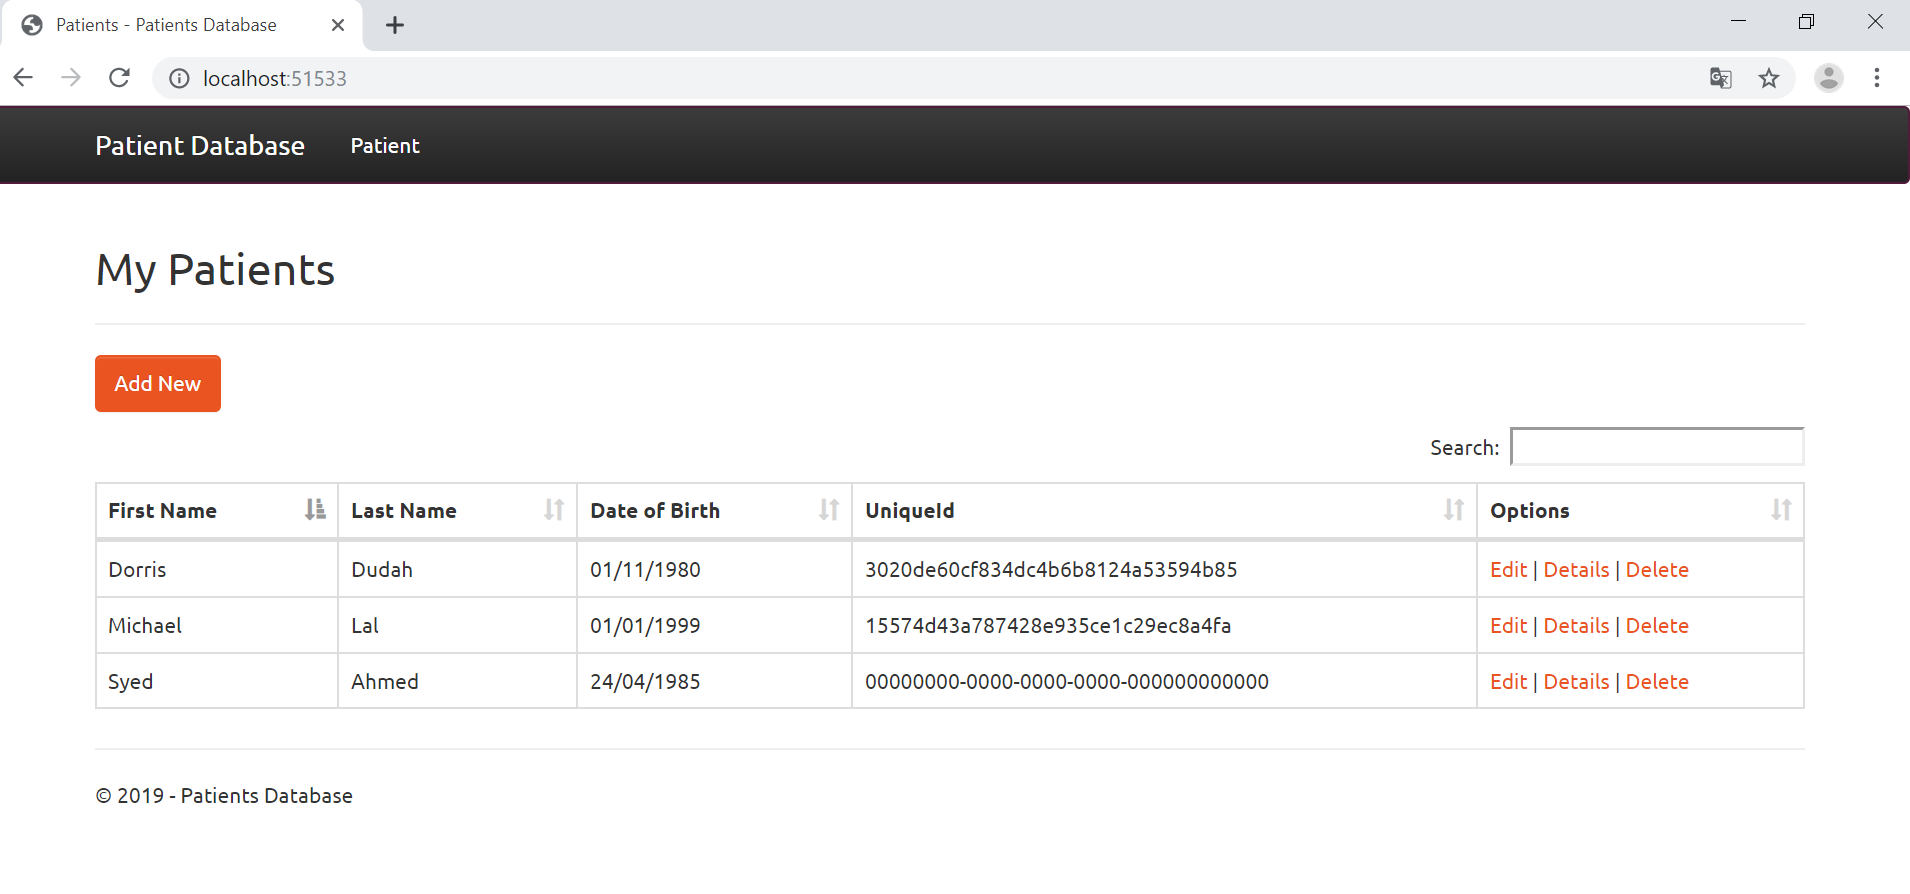 Patients - Patients Database
localhost:51533
Patient Database Patient
My Patients
Add New
Search:
First Name Last Name Date of Birth UniqueId Options
Dorris Dudah 01/11/1980 3020de60cf834dc4b6b8124a53594b85 Edit | Details | Delete
Michael Lal 01/01/1999 15574d43a787428e935ce1c29ec8a4fa Edit | Details | Delete
Syed Ahmed 24/04/1985 00000000-0000-0000-0000-000000000000 Edit | Details | Delete
© 2019 - Patients Database